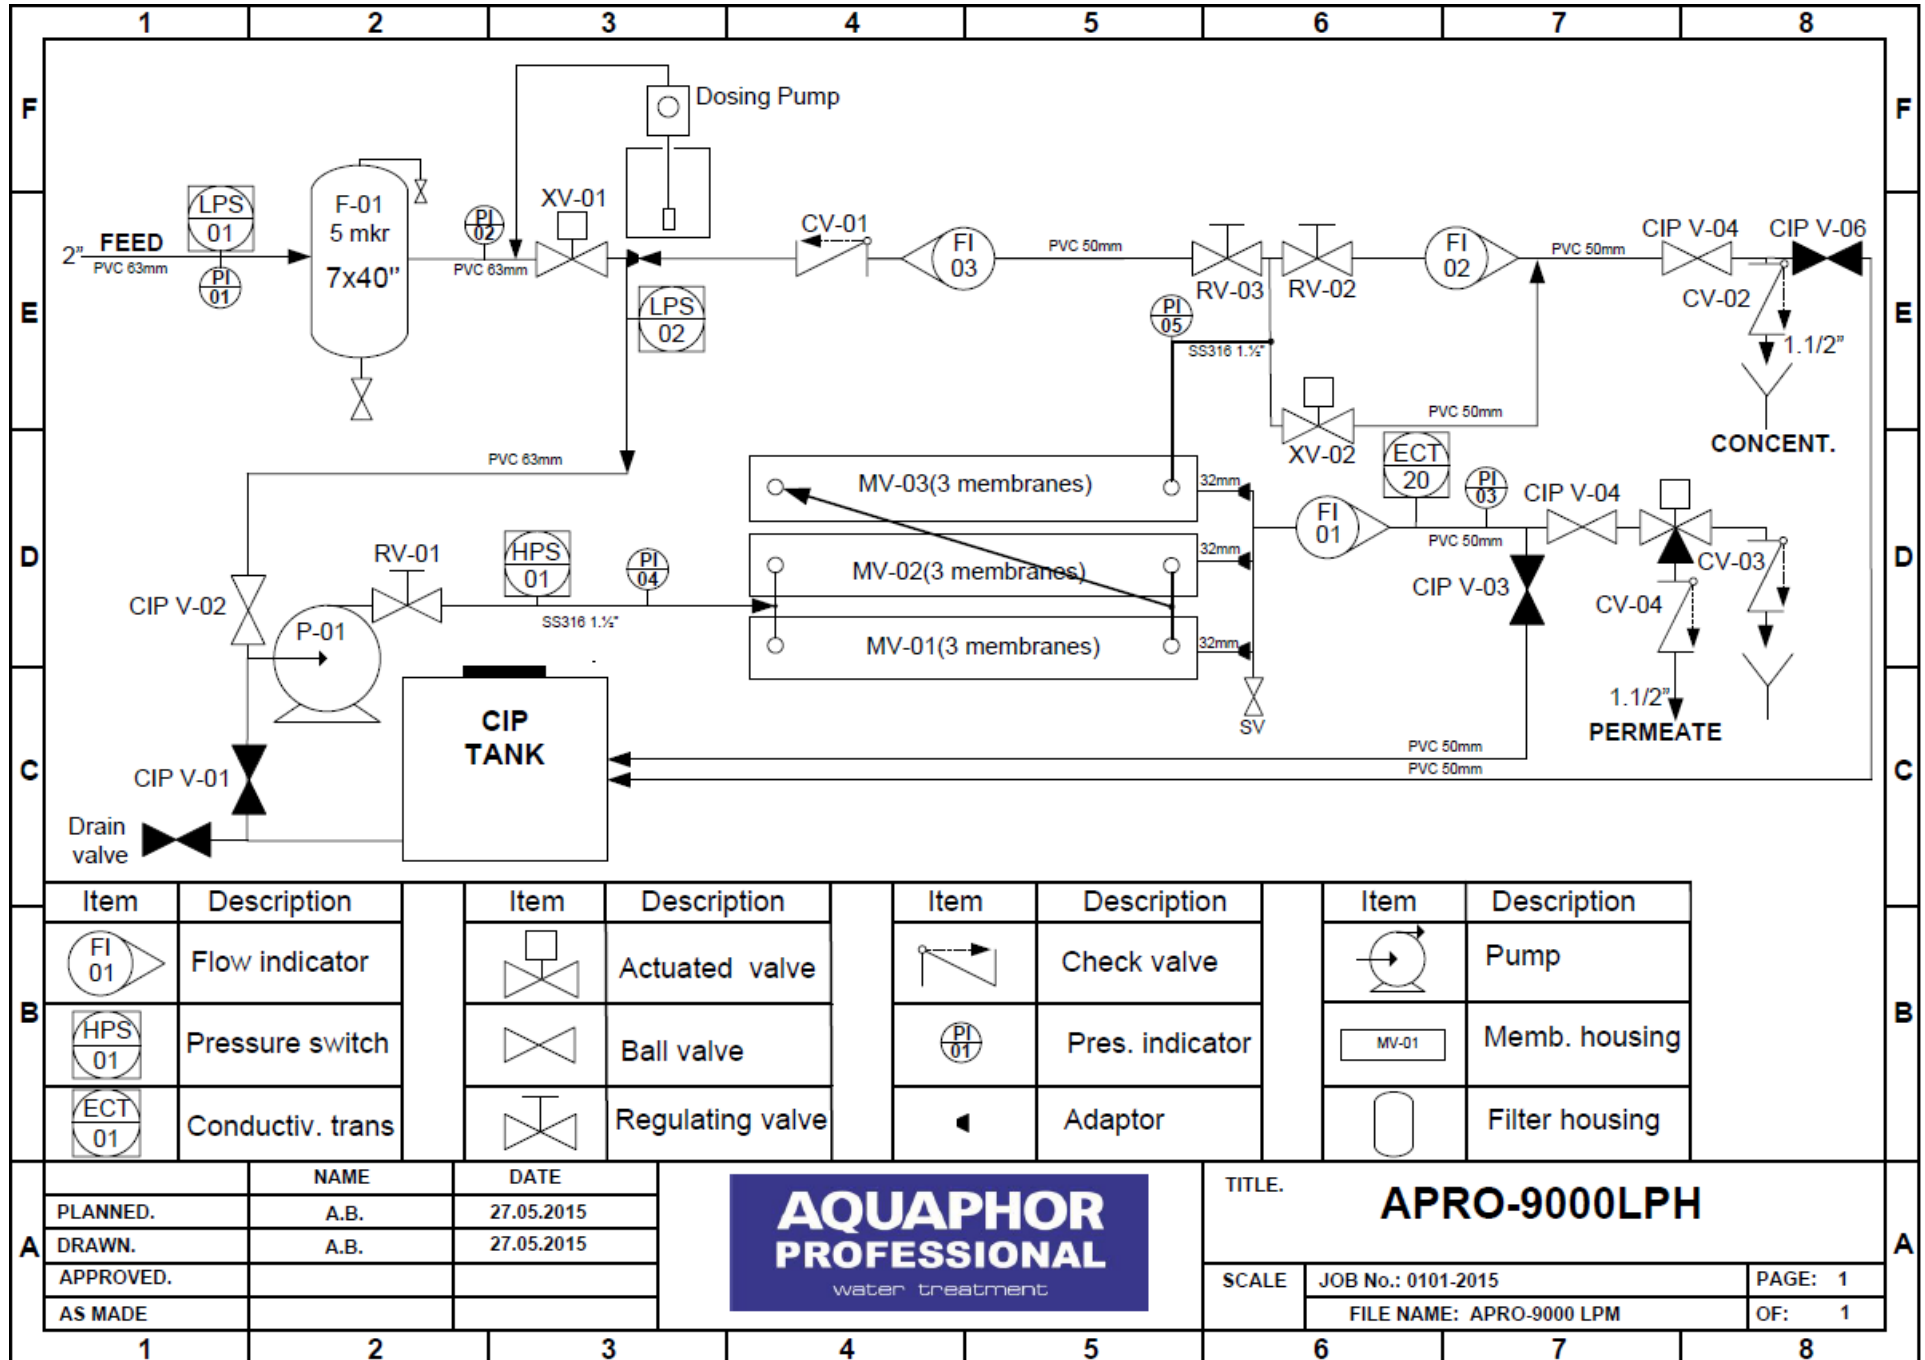 1 2 3 4 5 6 7 8
F F
Dosing Pump
LPS
01
F-01
5 mkr
7x40"
PI
02
XV-01
CV-01
FI
03
PVC 50mm
FI
02
PVC 50mm
CIP V-04
CIP V-06
2" FEED
PVC 63mm
PI
01
PVC 63mm
RV-03
RV-02
CV-02
E E
LPS
02
PI
05
SS316 1.½"
1.1/2"
PVC 50mm
CONCENT.
XV-02
ECT
20
PVC 63mm
MV-03(3 membranes)
32mm
PI
03
CIP V-04
FI
01
PVC 50mm
D D
RV-01
HPS
01
PI
04
MV-02(3 membranes)
32mm
CV-03
CIP V-03
CV-04
CIP V-02
P-01
SS316 1.½"
MV-01(3 membranes)
32mm
CIP
TANK
SV
1.1/2"
PERMEATE
PVC 50mm
PVC 50mm
C C
CIP V-01
Drain
valve
Item Description Item Description Item Description Item Description
FI
01
Flow indicator
Actuated valve
Check valve
Pump
B B
HPS
01
Pressure switch
Ball valve
PI
01
Pres. indicator
MV-01
Memb. housing
ECT
01
Conductiv. trans
Regulating valve
Adaptor
Filter housing
NAME DATE
PLANNED. A.B. 27.05.2015
DRAWN. A.B. 27.05.2015
APPROVED.
AS MADE
A A
AQUAPHOR
PROFESSIONAL
water treatment
TITLE.
APRO-9000LPH
SCALE JOB No.: 0101-2015 PAGE: 1
FILE NAME: APRO-9000 LPM OF: 1
1 2 3 4 5 6 7 8